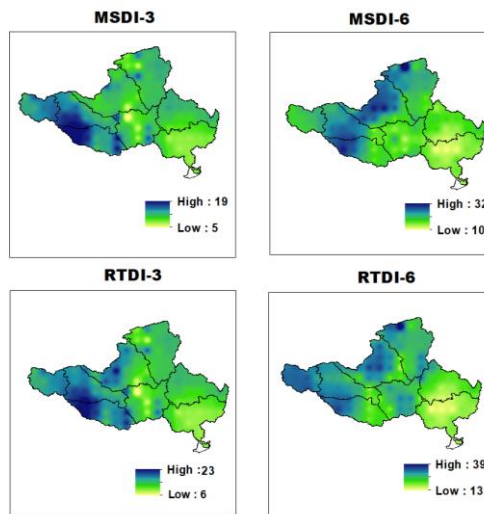 MSDI-3
High : 19
Low : 5
MSDI-6
High : 32
Low : 10
RTDI-3
High :23
Low : 6
RTDI-6
High : 39
Low : 13